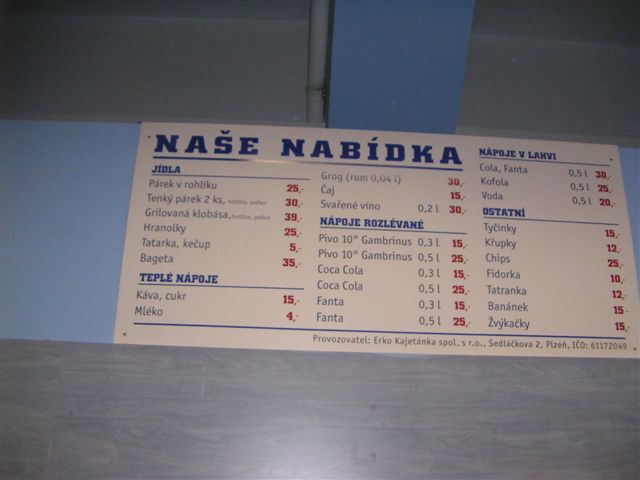 NAŠE NABÍDKA
JÍDLA
Párek v rohlíku 25,-
Tenký párek 2 ks, hořčice, pečivo 30,-
Grilovaná klobása, hořčice, pečivo 39,-
Hranolky 25,-
Tatarka, kečup 5,-
Bageta 35,-
TEPLÉ NÁPOJE
Káva, cukr 15,-
Mléko 4,-
Grog (rum 0,04 l) 30,-
Čaj 15,-
Svařené víno 0,2 l 30,-
NÁPOJE ROZLÉVANÉ
Pivo 10° Gambrinus 0,3 l 15,-
Pivo 10° Gambrinus 0,5 l 25,-
Coca Cola 0,3 l 15,-
Coca Cola 0,5 l 25,-
Fanta 0,3 l 15,-
Fanta 0,5 l 25,-
NÁPOJE V LAHVI
Cola, Fanta 0,5 l 30,-
Kofola 0,5 l 25,-
Voda 0,5 l 20,-
OSTATNÍ
Tyčinky 15,-
Křupky 12,-
Chips 25,-
Fidorka 10,-
Tatranka 12,-
Banánek 15,-
Žvýkačky 15,-
Provozovatel: Erko Kajetánka spol. s r.o., Sedláčkova 2, Plzeň, IČO: 61172049